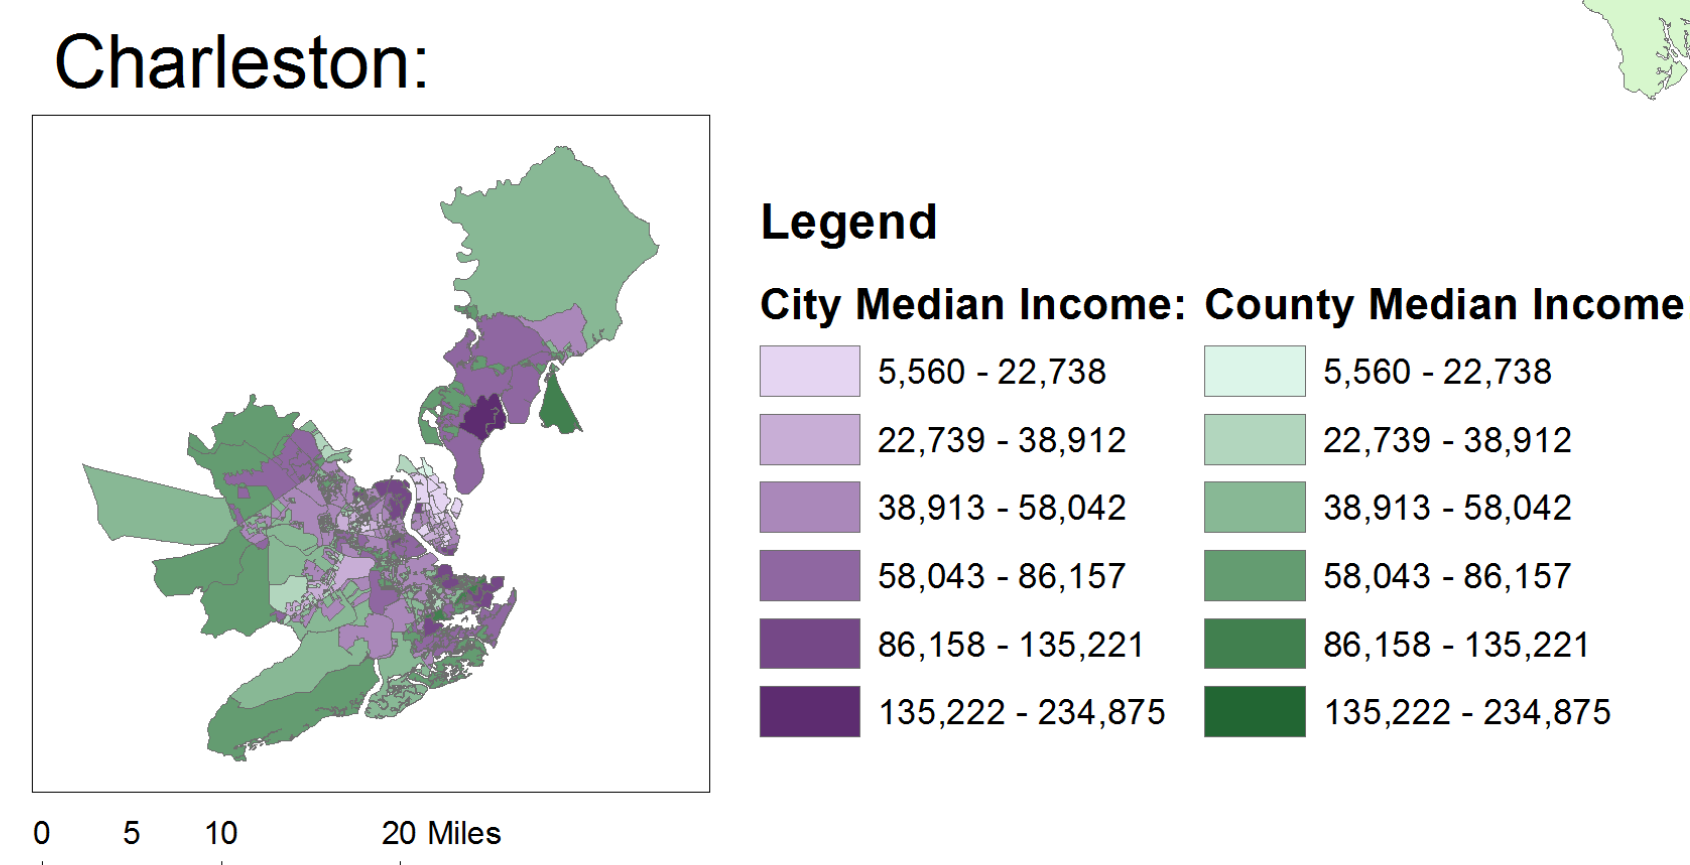 Charleston:
Legend
City Median Income: County Median Income
5,560 - 22,738 5,560 - 22,738
22,739 - 38,912 22,739 - 38,912
38,913 - 58,042 38,913 - 58,042
58,043 - 86,157 58,043 - 86,157
86,158 - 135,221 86,158 - 135,221
135,222 - 234,875 135,222 - 234,875
0 5 10 20 Miles